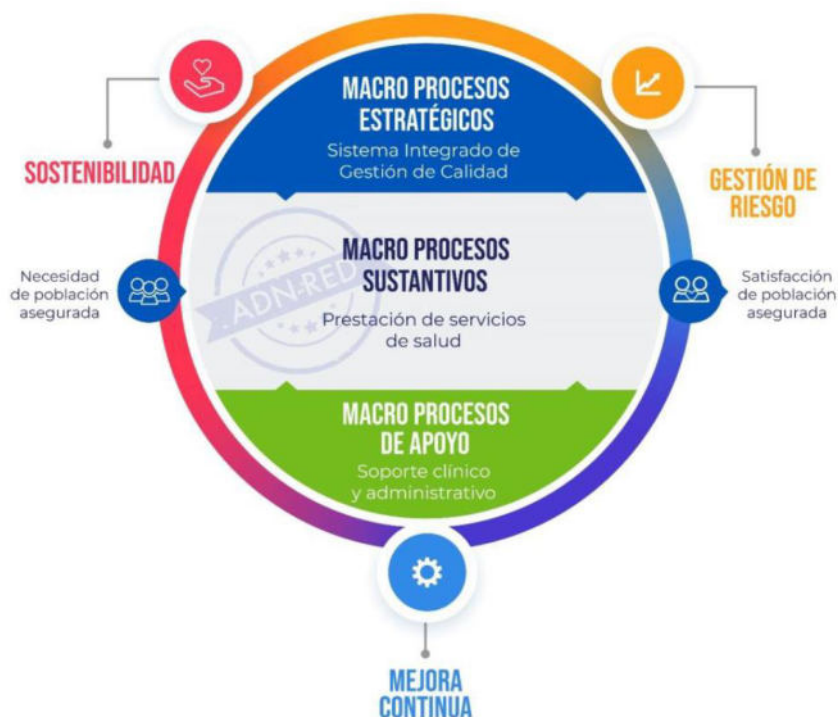 MACRO PROCESOS
ESTRATÉGICOS
Sistema Integrado de
Gestión de Calidad
SOSTENIBILIDAD
GESTIÓN DE
RIESGO
Necesidad
de población
asegurada
MACRO PROCESOS
SUSTANTIVOS
Prestación de servicios
de salud
ADN-RED
Satisfacción
de población
asegurada
MACRO PROCESOS
DE APOYO
Soporte clínico
y administrativo
MEJORA
CONTINUA